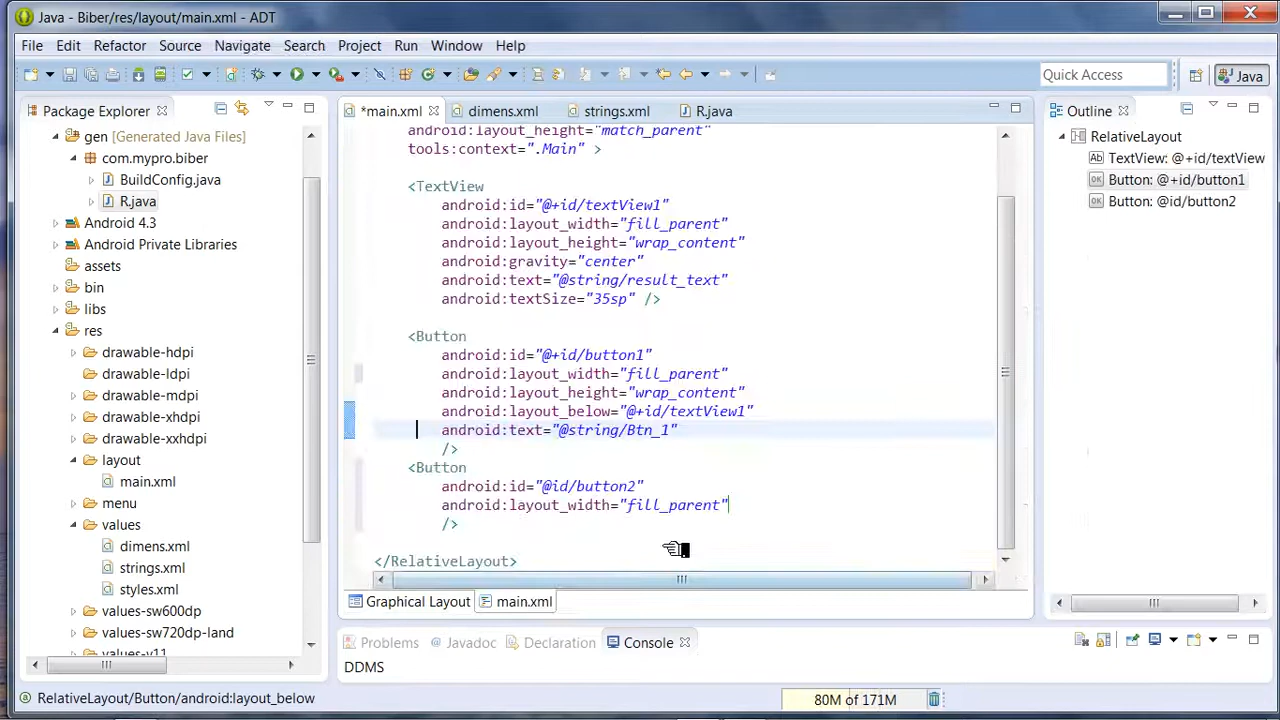 Java - Biber/res/layout/main.xml - ADT
File Edit Refactor Source Navigate Search Project Run Window Help
Quick Access
Java
Package Explorer
gen [Generated Java Files]
com.mypro.biber
BuildConfig.java
R.java
Android 4.3
Android Private Libraries
assets
bin
libs
res
drawable-hdpi
drawable-ldpi
drawable-mdpi
drawable-xhdpi
drawable-xxhdpi
layout
main.xml
menu
values
dimens.xml
strings.xml
styles.xml
values-sw600dp
values-sw720dp-land
values-v11
*main.xml dimens.xml strings.xml R.java
android:layout_height="match_parent"
tools:context=".Main" >
<TextView
android:id="@+id/textView1"
android:layout_width="fill_parent"
android:layout_height="wrap_content"
android:gravity="center"
android:text="@string/result_text"
android:textSize="35sp" />
<Button
android:id="@+id/button1"
android:layout_width="fill_parent"
android:layout_height="wrap_content"
android:layout_below="@+id/textView1"
android:text="@string/Btn_1"
/>
<Button
android:id="@id/button2"
android:layout_width="fill_parent"
/>
</RelativeLayout>
Graphical Layout main.xml
Outline
RelativeLayout
Ab TextView: @+id/textView
OK Button: @+id/button1
OK Button: @id/button2
Problems @ Javadoc Declaration Console
DDMS
RelativeLayout/Button/android:layout_below
80M of 171M